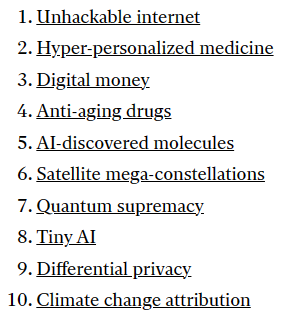 1. Unhackable internet
2. Hyper-personalized medicine
3. Digital money
4. Anti-aging drugs
5. AI-discovered molecules
6. Satellite mega-constellations
7. Quantum supremacy
8. Tiny AI
9. Differential privacy
10. Climate change attribution